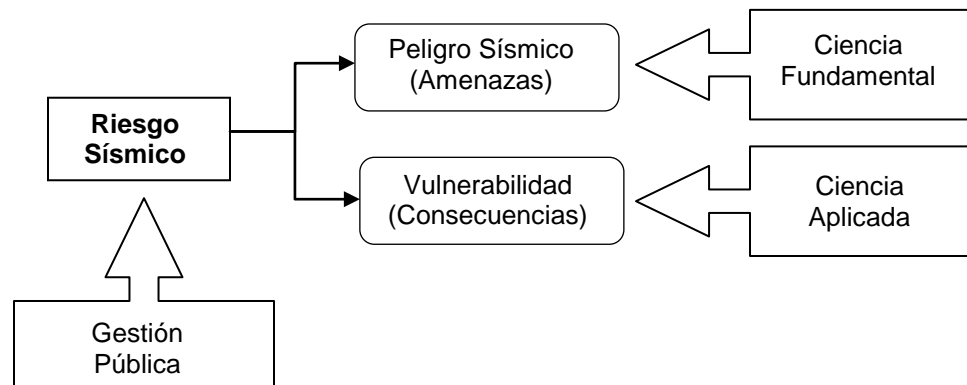 Peligro Sísmico
(Amenazas)
Ciencia
Fundamental
Riesgo
Sísmico
Vulnerabilidad
(Consecuencias)
Ciencia
Aplicada
Gestión
Pública